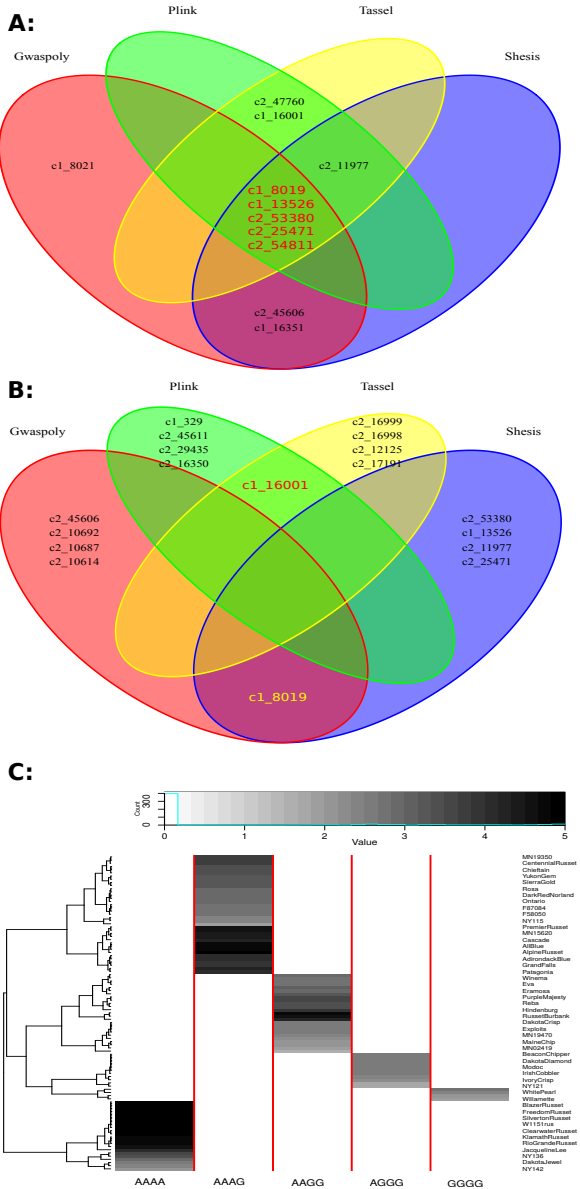 A:
Plink
Tassel
Gwaspoly
Shesis
c2_47760
c1_16001
c1_8021
c2_11977
c1_8019
c1_13526
c2_53380
c2_25471
c2_54811
c2_45606
c1_16351
B:
Plink
Tassel
Gwaspoly
Shesis
c1_329
c2_45611
c2_29435
c2_16350
c2_16999
c2_16998
c2_12125
c2_17191
c1_16001
c2_45606
c2_10692
c2_10687
c2_10614
c2_53380
c1_13526
c2_11977
c2_25471
c1_8019
C:
Count
0 300
0 1 2 3 4 5
Value
MN19350
CentennialRusset
Chieftain
YukonGem
SierraGold
Rosa
DarkRedNorland
Ontario
F87084
F58050
NY115
PremierRusset
MN15620
Cascade
AllBlue
AlpineRusset
AdirondackBlue
GrandFalls
Patagonia
Winema
Eva
Eramosa
PurpleMajesty
Reba
Hindenburg
RussetBurbank
DakotaCrisp
Exploits
MN19470
MaineChip
MN02419
BeaconChipper
DakotaDiamond
Modoc
IrishCobbler
IvoryCrisp
NY121
WhitePearl
Willamette
BlazerRusset
FreedomRusset
SilvertonRusset
W1151rus
ClearwaterRusset
KlamathRusset
RioGrandeRusset
JacquelineLee
NY136
DakotaJewel
NY142
AAAA AAAG AAGG AGGG GGGG